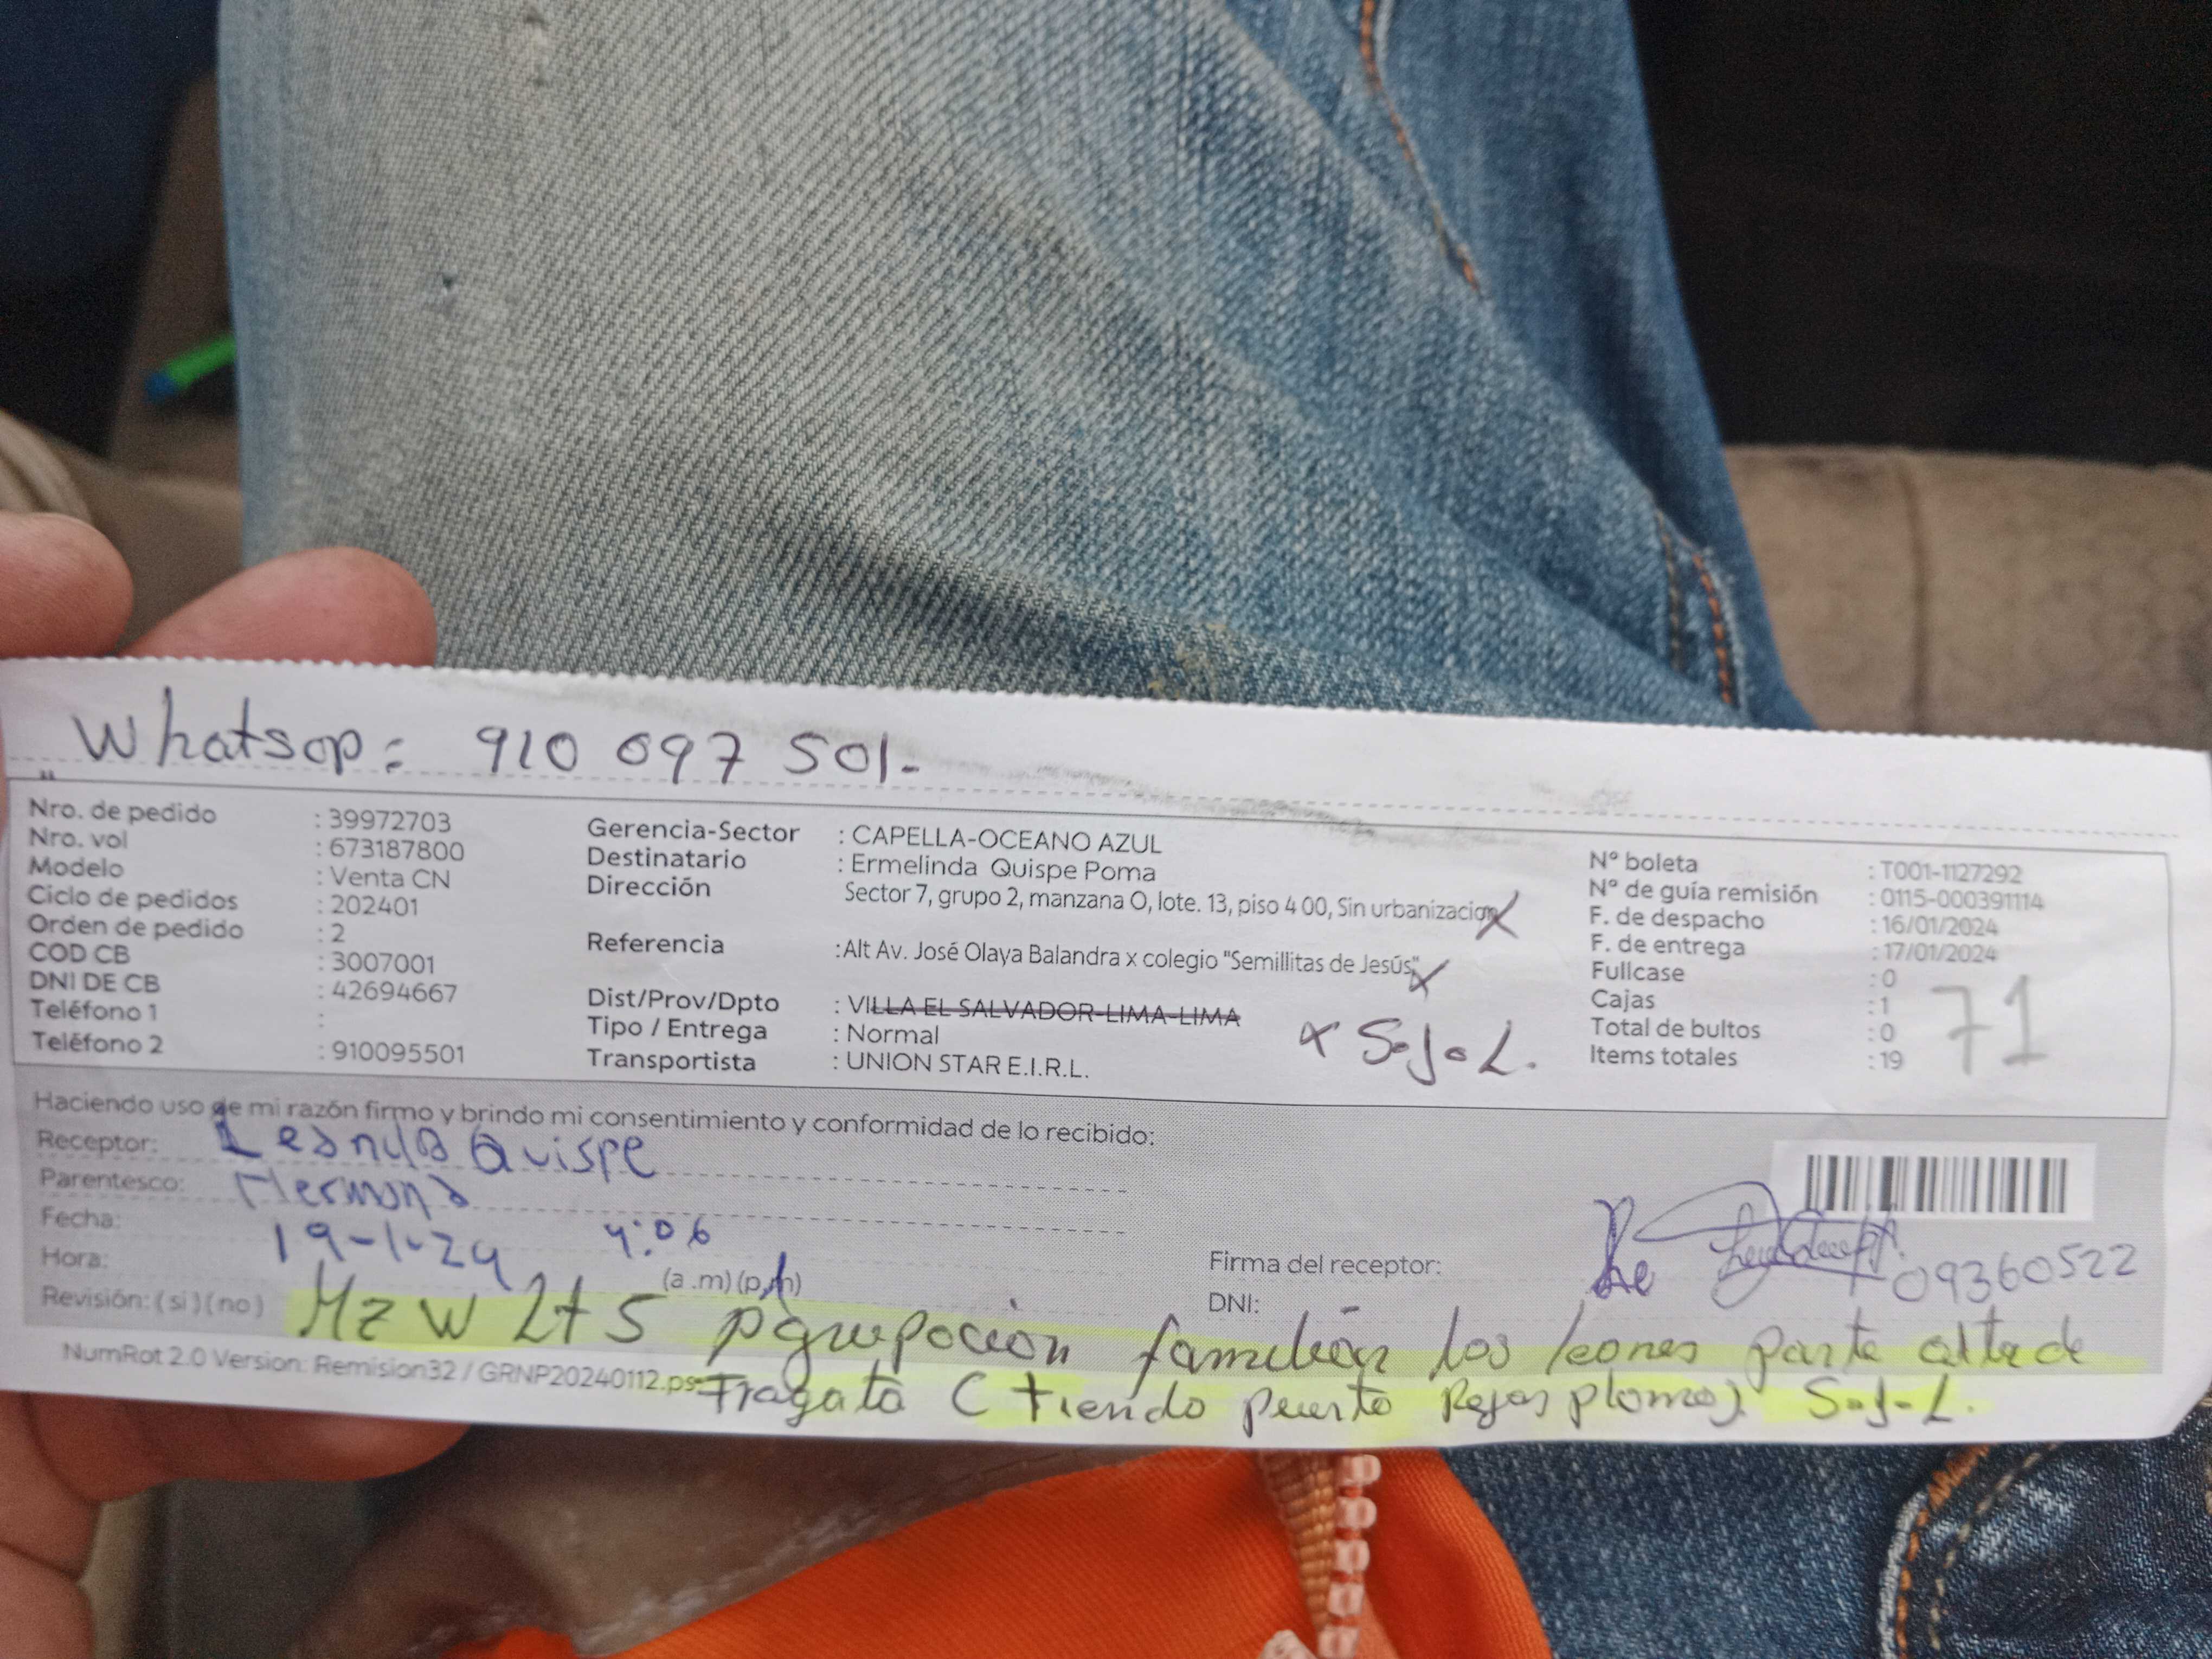 Whatsap: 910 097 501.
Nro. de pedido : 39972703
Nro. vol : 673187800
Modelo : Venta CN
Ciclo de pedidos : 202401
Orden de pedido : 2
COD CB : 3007001
DNI DE CB : 42694667
Teléfono 1 :
Teléfono 2 : 910095501
Gerencia-Sector : CAPELLA-OCEANO AZUL
Destinatario : Ermelinda Quispe Poma
Dirección Sector 7, grupo 2, manzana O, lote. 13, piso 4 00, Sin urbanizacion X
Referencia :Alt Av. José Olaya Balandra x colegio "Semillitas de Jesús" X
Dist/Prov/Dpto : VILLA EL SALVADOR-LIMA-LIMA
x S.J.L.
Tipo / Entrega : Normal
Transportista : UNION STAR E.I.R.L.
N° boleta : T001-1127292
N° de guía remisión : 0115-000391114
F. de despacho : 16/01/2024
F. de entrega : 17/01/2024
Fullcase : 0
Cajas : 1
Total de bultos : 0
Items totales : 19
71
Haciendo uso de mi razón firmo y brindo mi consentimiento y conformidad de lo recibido:
Receptor: Quispe
Parentesco: Hermana
Fecha: 19-1-24
Hora: 4:06 (a.m) (p.m)
Revisión: ( si ) ( no )
Firma del receptor:
DNI: 09360522
Mz W Lt 5 Agrupación familiar los leones parte alta de
NumRot 2.0 Version: Remision32 / GRNP20240112.ps
Fragata (tienda puerta Rejas plomas) S.J.L.